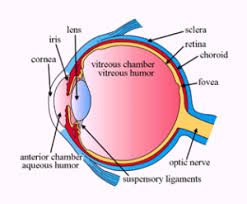 lens
iris
cornea
sclera
retina
choroid
vitreous chamber
vitreous humor
fovea
anterior chamber
aqueous humor
optic nerve
suspensory ligaments